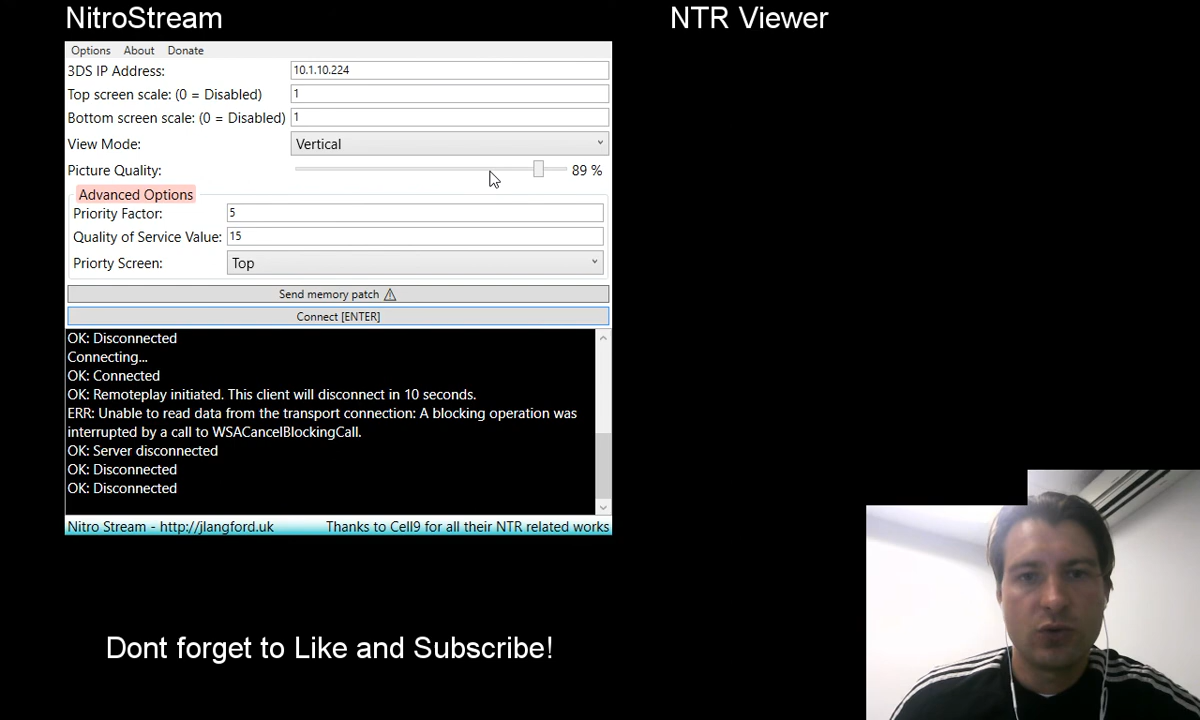 NitroStream
NTR Viewer
Options About Donate
3DS IP Address: 10.1.10.224
Top screen scale: (0 = Disabled) 1
Bottom screen scale: (0 = Disabled) 1
View Mode: Vertical
Picture Quality: 89 %
Advanced Options
Priority Factor: 5
Quality of Service Value: 15
Priorty Screen: Top
Send memory patch ⚠
Connect [ENTER]
OK: Disconnected
Connecting...
OK: Connected
OK: Remoteplay initiated. This client will disconnect in 10 seconds.
ERR: Unable to read data from the transport connection: A blocking operation was
interrupted by a call to WSACancelBlockingCall.
OK: Server disconnected
OK: Disconnected
OK: Disconnected
Nitro Stream - http://jlangford.uk Thanks to Cell9 for all their NTR related works
Dont forget to Like and Subscribe!